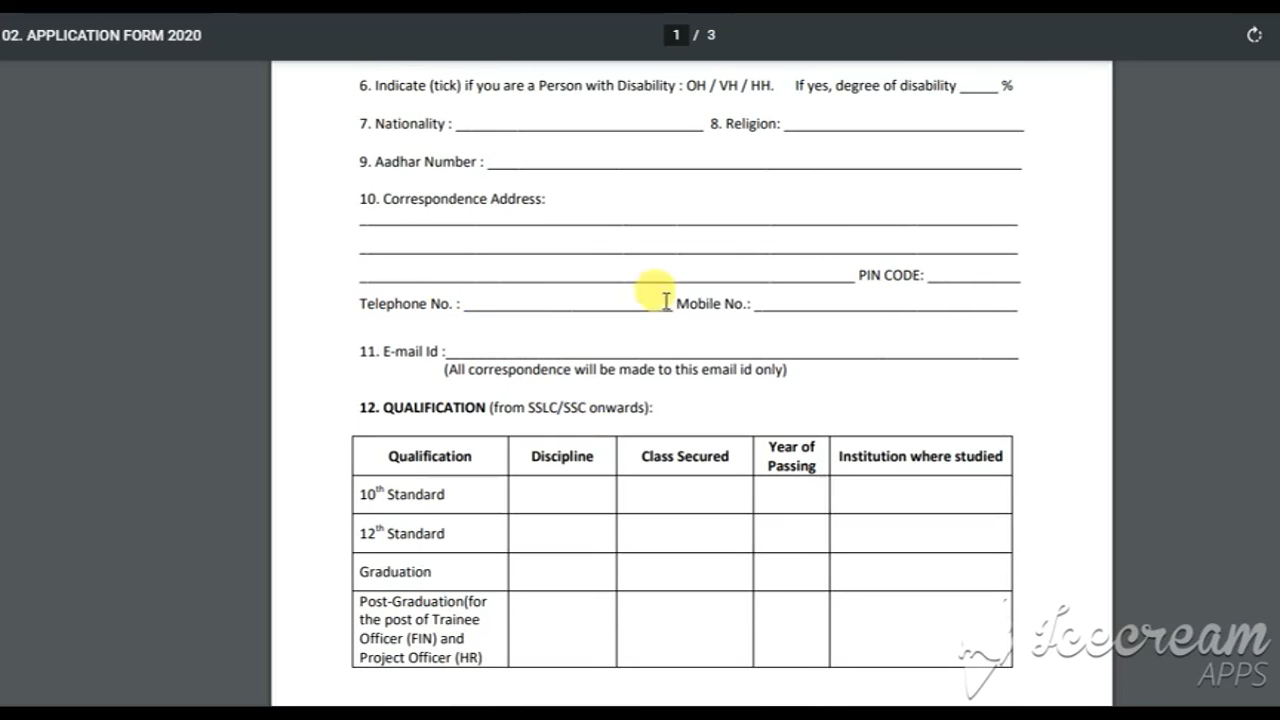 02. APPLICATION FORM 2020
1 / 3
6. Indicate (tick) if you are a Person with Disability : OH / VH / HH. If yes, degree of disability _____ %
7. Nationality : ______________________________ 8. Religion: ______________________________
9. Aadhar Number : ______________________________
10. Correspondence Address:
______________________________ PIN CODE: ____________
Telephone No. : ______________________________ Mobile No.: ______________________________
11. E-mail Id :______________________________
(All correspondence will be made to this email id only)
12. QUALIFICATION (from SSLC/SSC onwards):
Qualification Discipline Class Secured Year of Passing Institution where studied
10th Standard
12th Standard
Graduation
Post-Graduation(for
the post of Trainee
Officer (FIN) and
Project Officer (HR)
Icecream
APPS